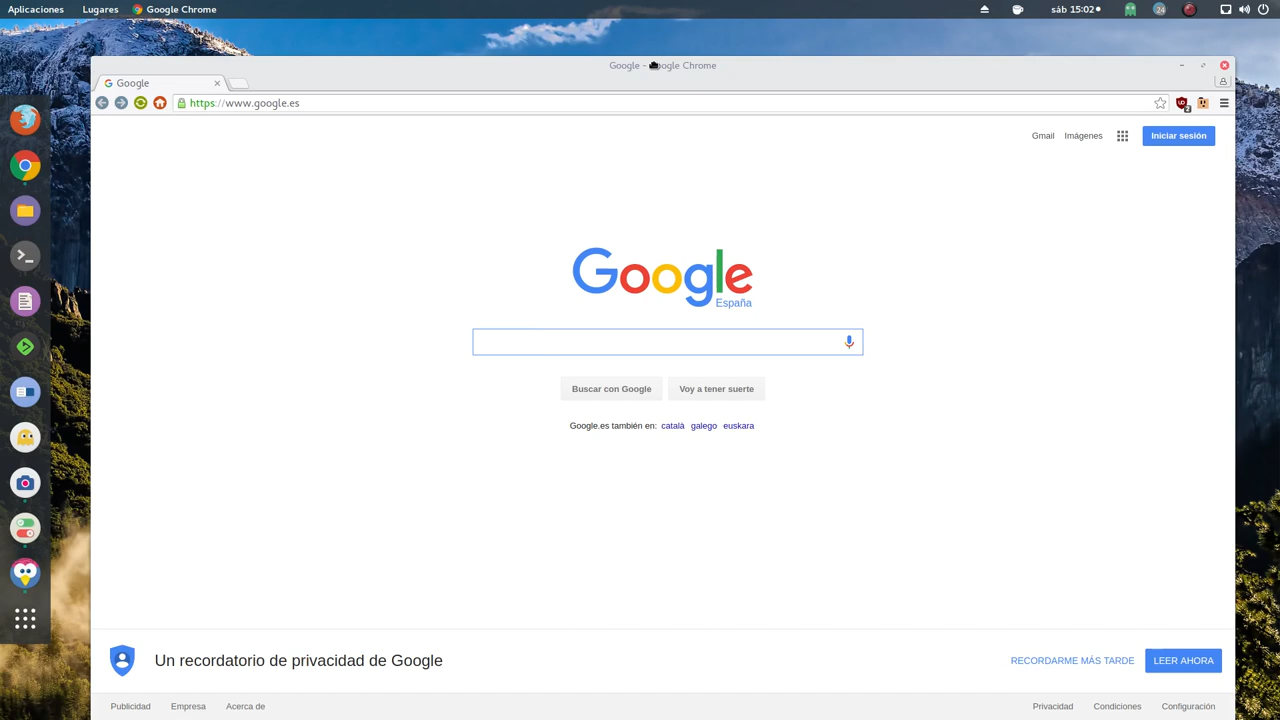 Aplicaciones Lugares Google Chrome sáb 15:02 24
Google - Google Chrome
Google
https://www.google.es
Gmail Imágenes Iniciar sesión
Google
España
Buscar con Google Voy a tener suerte
Google.es también en: català galego euskara
Un recordatorio de privacidad de Google RECORDARME MÁS TARDE LEER AHORA
Publicidad Empresa Acerca de Privacidad Condiciones Configuración